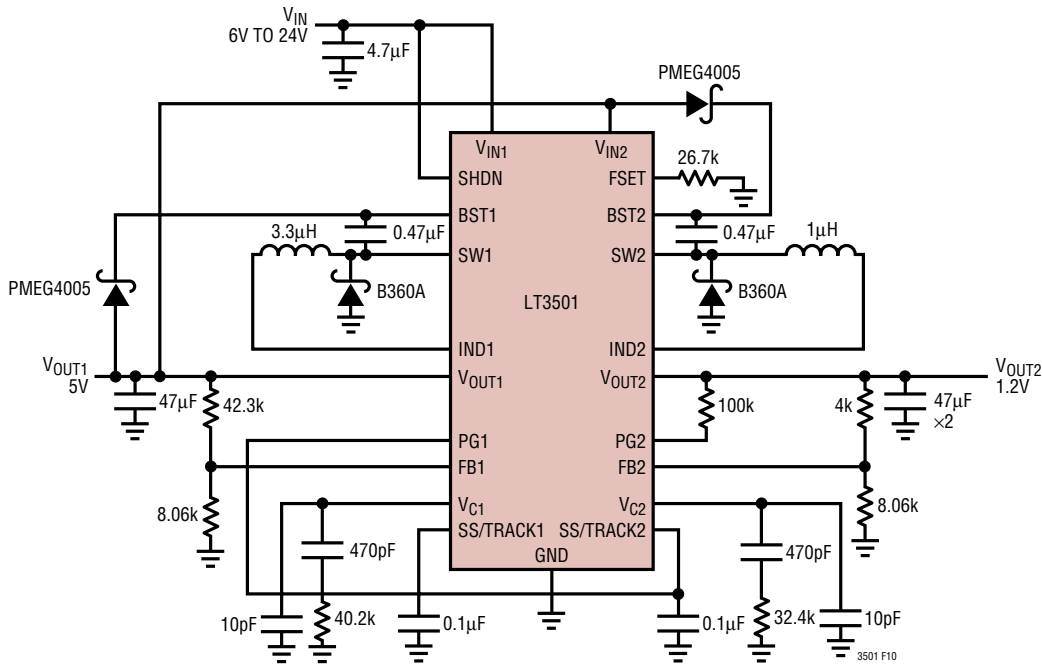 VIN
6V TO 24V
4.7µF
PMEG4005
VIN1
VIN2
SHDN
FSET
26.7k
BST1
BST2
3.3µH
0.47µF
0.47µF
1µH
SW1
SW2
PMEG4005
B360A
LT3501
B360A
IND1
IND2
VOUT1
5V
VOUT1
VOUT2
VOUT2
1.2V
47µF
42.3k
100k
4k
47µF
×2
PG1
PG2
FB1
FB2
8.06k
8.06k
VC1
VC2
SS/TRACK1
SS/TRACK2
470pF
GND
470pF
10pF
40.2k
0.1µF
0.1µF
32.4k
10pF
3501 F10